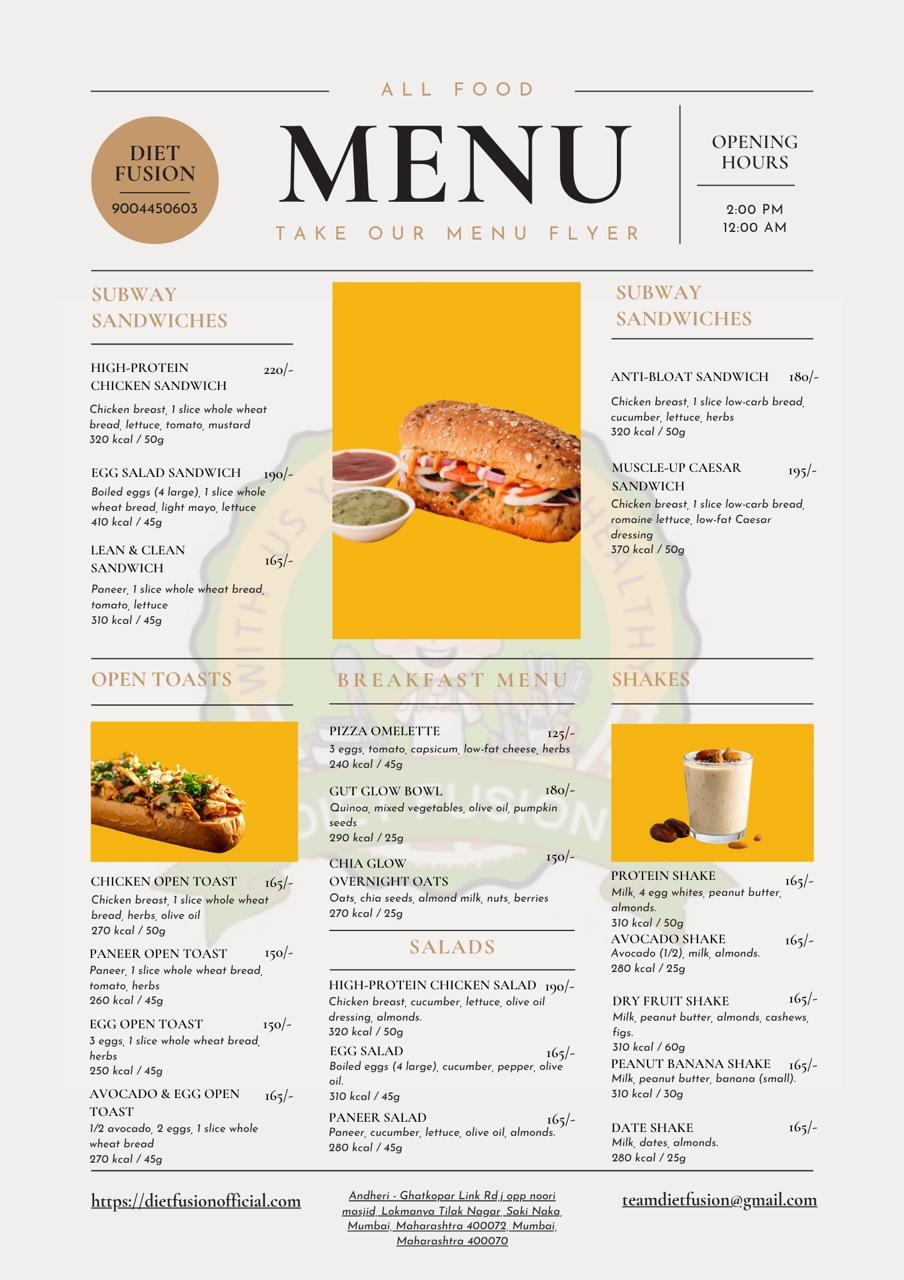 ALL FOOD
DIET
FUSION
9004450603
MENU
TAKE OUR MENU FLYER
OPENING
HOURS
2:00 PM
12:00 AM
SUBWAY
SANDWICHES
HIGH-PROTEIN
CHICKEN SANDWICH 220/-
Chicken breast, 1 slice whole wheat
bread, lettuce, tomato, mustard
320 kcal / 50g
EGG SALAD SANDWICH 190/-
Boiled eggs (4 large), 1 slice whole
wheat bread, light mayo, lettuce
410 kcal / 45g
LEAN & CLEAN
SANDWICH 165/-
Paneer, 1 slice whole wheat bread,
tomato, lettuce
310 kcal / 45g
SUBWAY
SANDWICHES
ANTI-BLOAT SANDWICH 180/-
Chicken breast, 1 slice low-carb bread,
cucumber, lettuce, herbs
320 kcal / 50g
MUSCLE-UP CAESAR
SANDWICH 195/-
Chicken breast, 1 slice low-carb bread,
romaine lettuce, low-fat Caesar
dressing
370 kcal / 50g
WITH US Y
HEALTHY
OPEN TOASTS
CHICKEN OPEN TOAST 165/-
Chicken breast, 1 slice whole wheat
bread, herbs, olive oil
270 kcal / 50g
PANEER OPEN TOAST 150/-
Paneer, 1 slice whole wheat bread,
tomato, herbs
260 kcal / 45g
EGG OPEN TOAST 150/-
3 eggs, 1 slice whole wheat bread,
herbs
250 kcal / 45g
AVOCADO & EGG OPEN
TOAST 165/-
1/2 avocado, 2 eggs, 1 slice whole
wheat bread
270 kcal / 45g
BREAKFAST MENU
PIZZA OMELETTE 125/-
3 eggs, tomato, capsicum, low-fat cheese, herbs
240 kcal / 45g
GUT GLOW BOWL 180/-
Quinoa, mixed vegetables, olive oil, pumpkin
seeds
290 kcal / 25g
CHIA GLOW
OVERNIGHT OATS 150/-
Oats, chia seeds, almond milk, nuts, berries
270 kcal / 25g
FUSION
SALADS
HIGH-PROTEIN CHICKEN SALAD 190/-
Chicken breast, cucumber, lettuce, olive oil
dressing, almonds.
320 kcal / 50g
EGG SALAD 165/-
Boiled eggs (4 large), cucumber, pepper, olive
oil.
310 kcal / 45g
PANEER SALAD 165/-
Paneer, cucumber, lettuce, olive oil, almonds.
280 kcal / 45g
SHAKES
PROTEIN SHAKE 165/-
Milk, 4 egg whites, peanut butter,
almonds.
310 kcal / 50g
AVOCADO SHAKE 165/-
Avocado (1/2), milk, almonds.
280 kcal / 25g
DRY FRUIT SHAKE 165/-
Milk, peanut butter, almonds, cashews,
figs.
310 kcal / 60g
PEANUT BANANA SHAKE 165/-
Milk, peanut butter, banana (small).
310 kcal / 30g
DATE SHAKE 165/-
Milk, dates, almonds.
280 kcal / 25g
https://dietfusionofficial.com
Andheri - Ghatkopar Link Rd,j opp noori
masjid, Lokmanya Tilak Nagar, Saki Naka,
Mumbai, Maharashtra 400072, Mumbai,
Maharashtra 400070
teamdietfusion@gmail.com